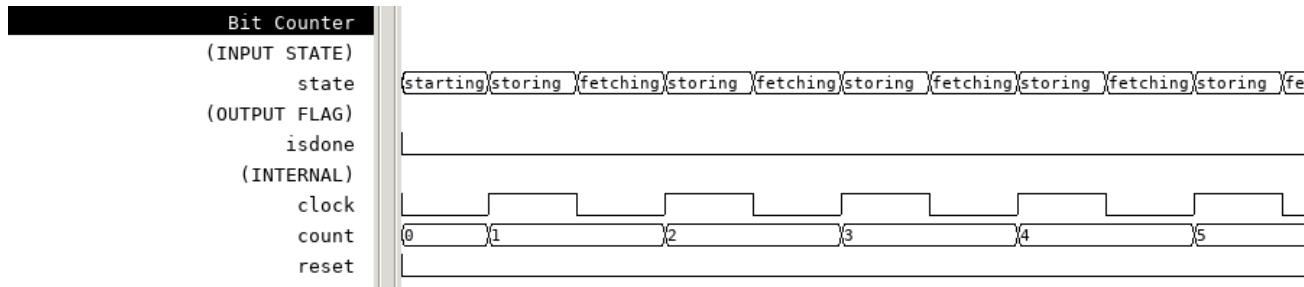 Bit Counter
(INPUT STATE)
state starting storing fetching storing fetching storing fetching storing fetching storing fe
(OUTPUT FLAG)
isdone
(INTERNAL)
clock
count 0 1 2 3 4 5
reset